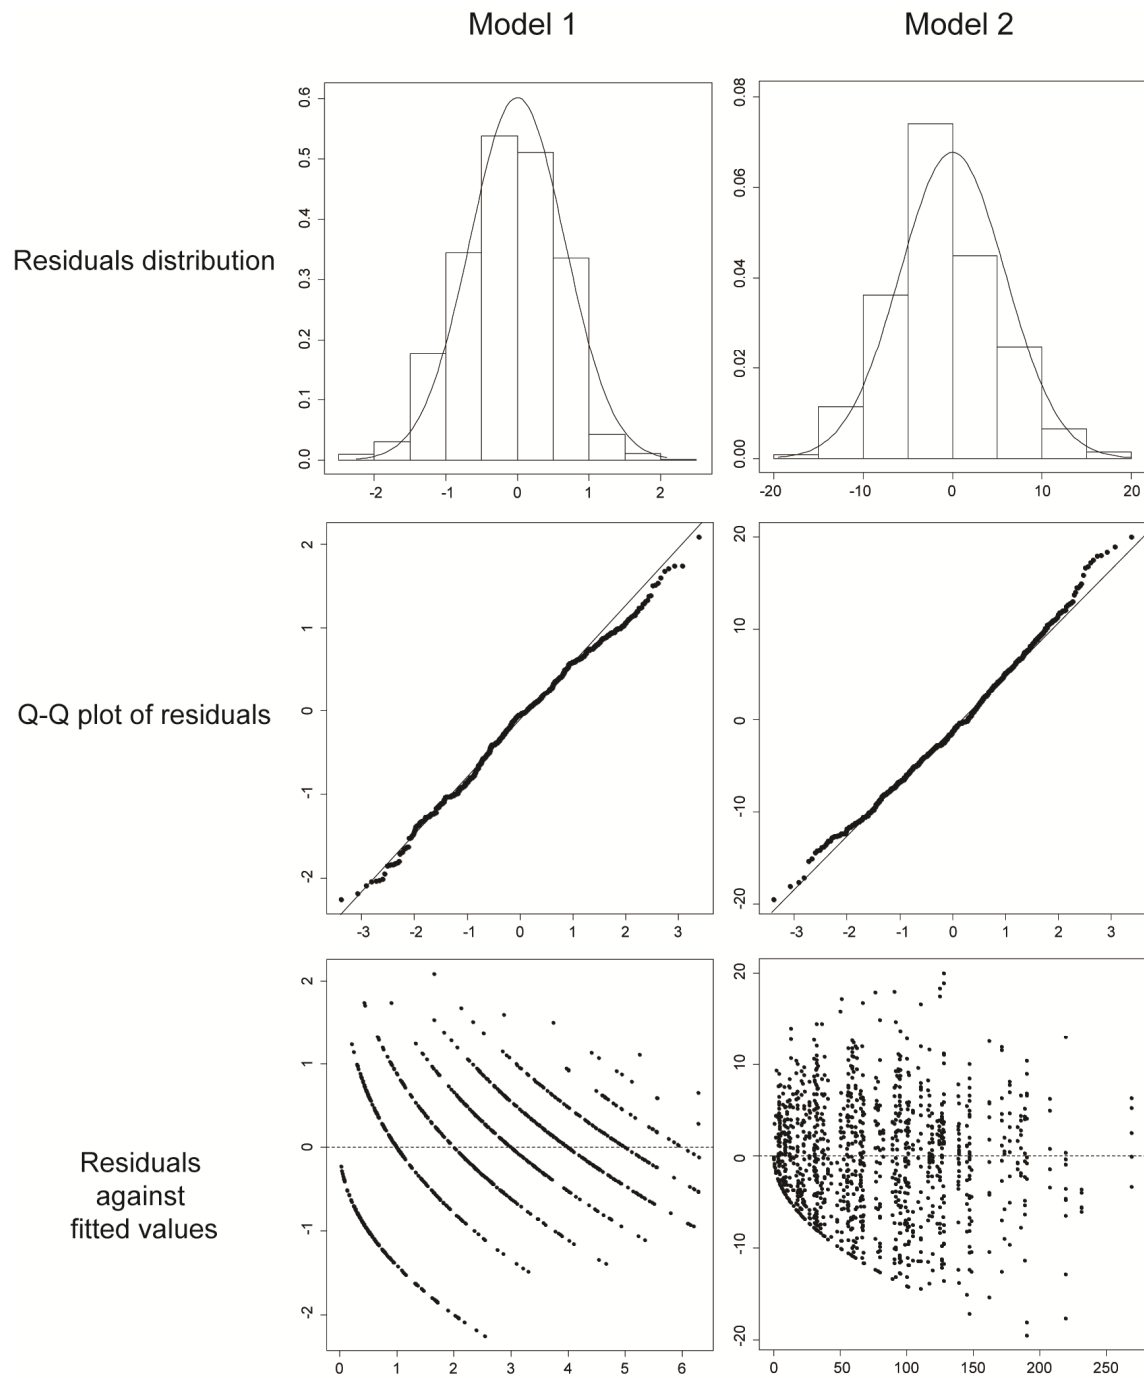 Model 1 Model 2
Residuals distribution
0.0 0.1 0.2 0.3 0.4 0.5 0.6
-2 -1 0 1 2
0.00 0.02 0.04 0.06 0.08
-20 -10 0 10 20
Q-Q plot of residuals
-2 -1 0 1 2
-3 -2 -1 0 1 2 3
-20 -10 0 10 20
-3 -2 -1 0 1 2 3
Residuals
against
fitted values
-2 -1 0 1 2
0 1 2 3 4 5 6
-20 -10 0 10 20
0 50 100 150 200 250